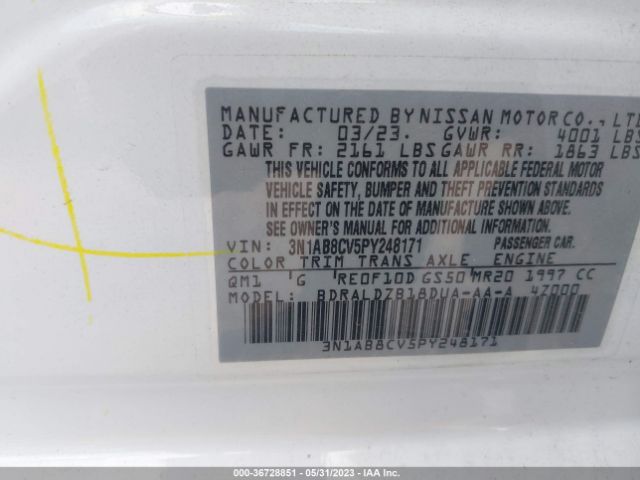 MANUFACTURED BY NISSAN MOTOR CO., LTD
DATE: 03/23. GVWR: 4001 LBS
GAWR FR: 2161 LBS GAWR RR: 1863 LBS
THIS VEHICLE CONFORMS TO ALL APPLICABLE FEDERAL MOTOR
VEHICLE SAFETY, BUMPER AND THEFT PREVENTION STANDARDS
IN EFFECT ON THE DATE OF MANUFACTURE SHOWN ABOVE.
SEE OWNER'S MANUAL FOR ADDITIONAL INFORMATION.
VIN: 3N1AB8CV5PY248171 PASSENGER CAR.
COLOR TRIM TRANS AXLE ENGINE
QM1 G RE0F10D GS50 MR20 1997 CC
MODEL: BDRALDZB18DUA-AA-A 4Z000
3N1AB8CV5PY248171
000-36728851 - 05/31/2023 - IAA Inc.